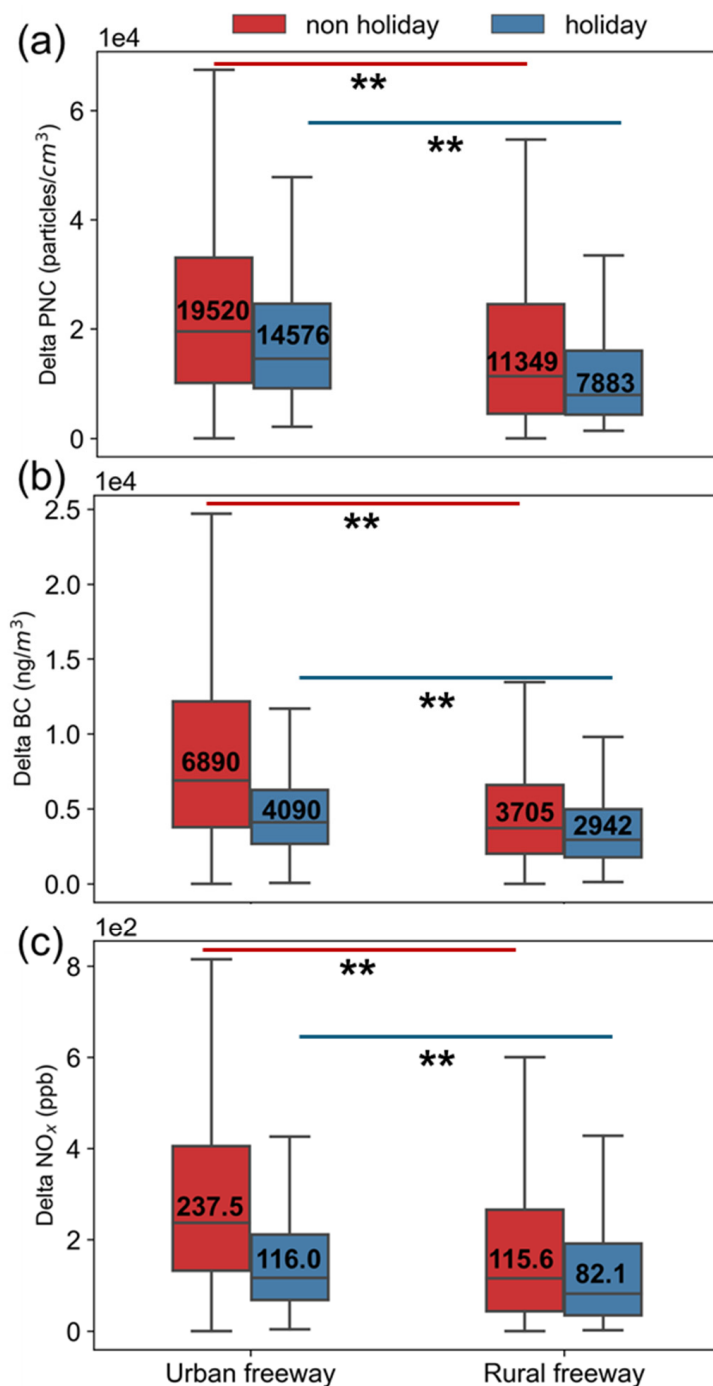 non holiday holiday
(a) 1e4
**
**
6
4
2
0
Delta PNC (particles/cm³)
19520 14576 11349 7883
(b) 1e4
**
**
2.5
2.0
1.5
1.0
0.5
0.0
Delta BC (ng/m³)
6890 4090 3705 2942
(c) 1e2
**
**
8
6
4
2
0
Delta NOₓ (ppb)
237.5 116.0 115.6 82.1
Urban freeway Rural freeway